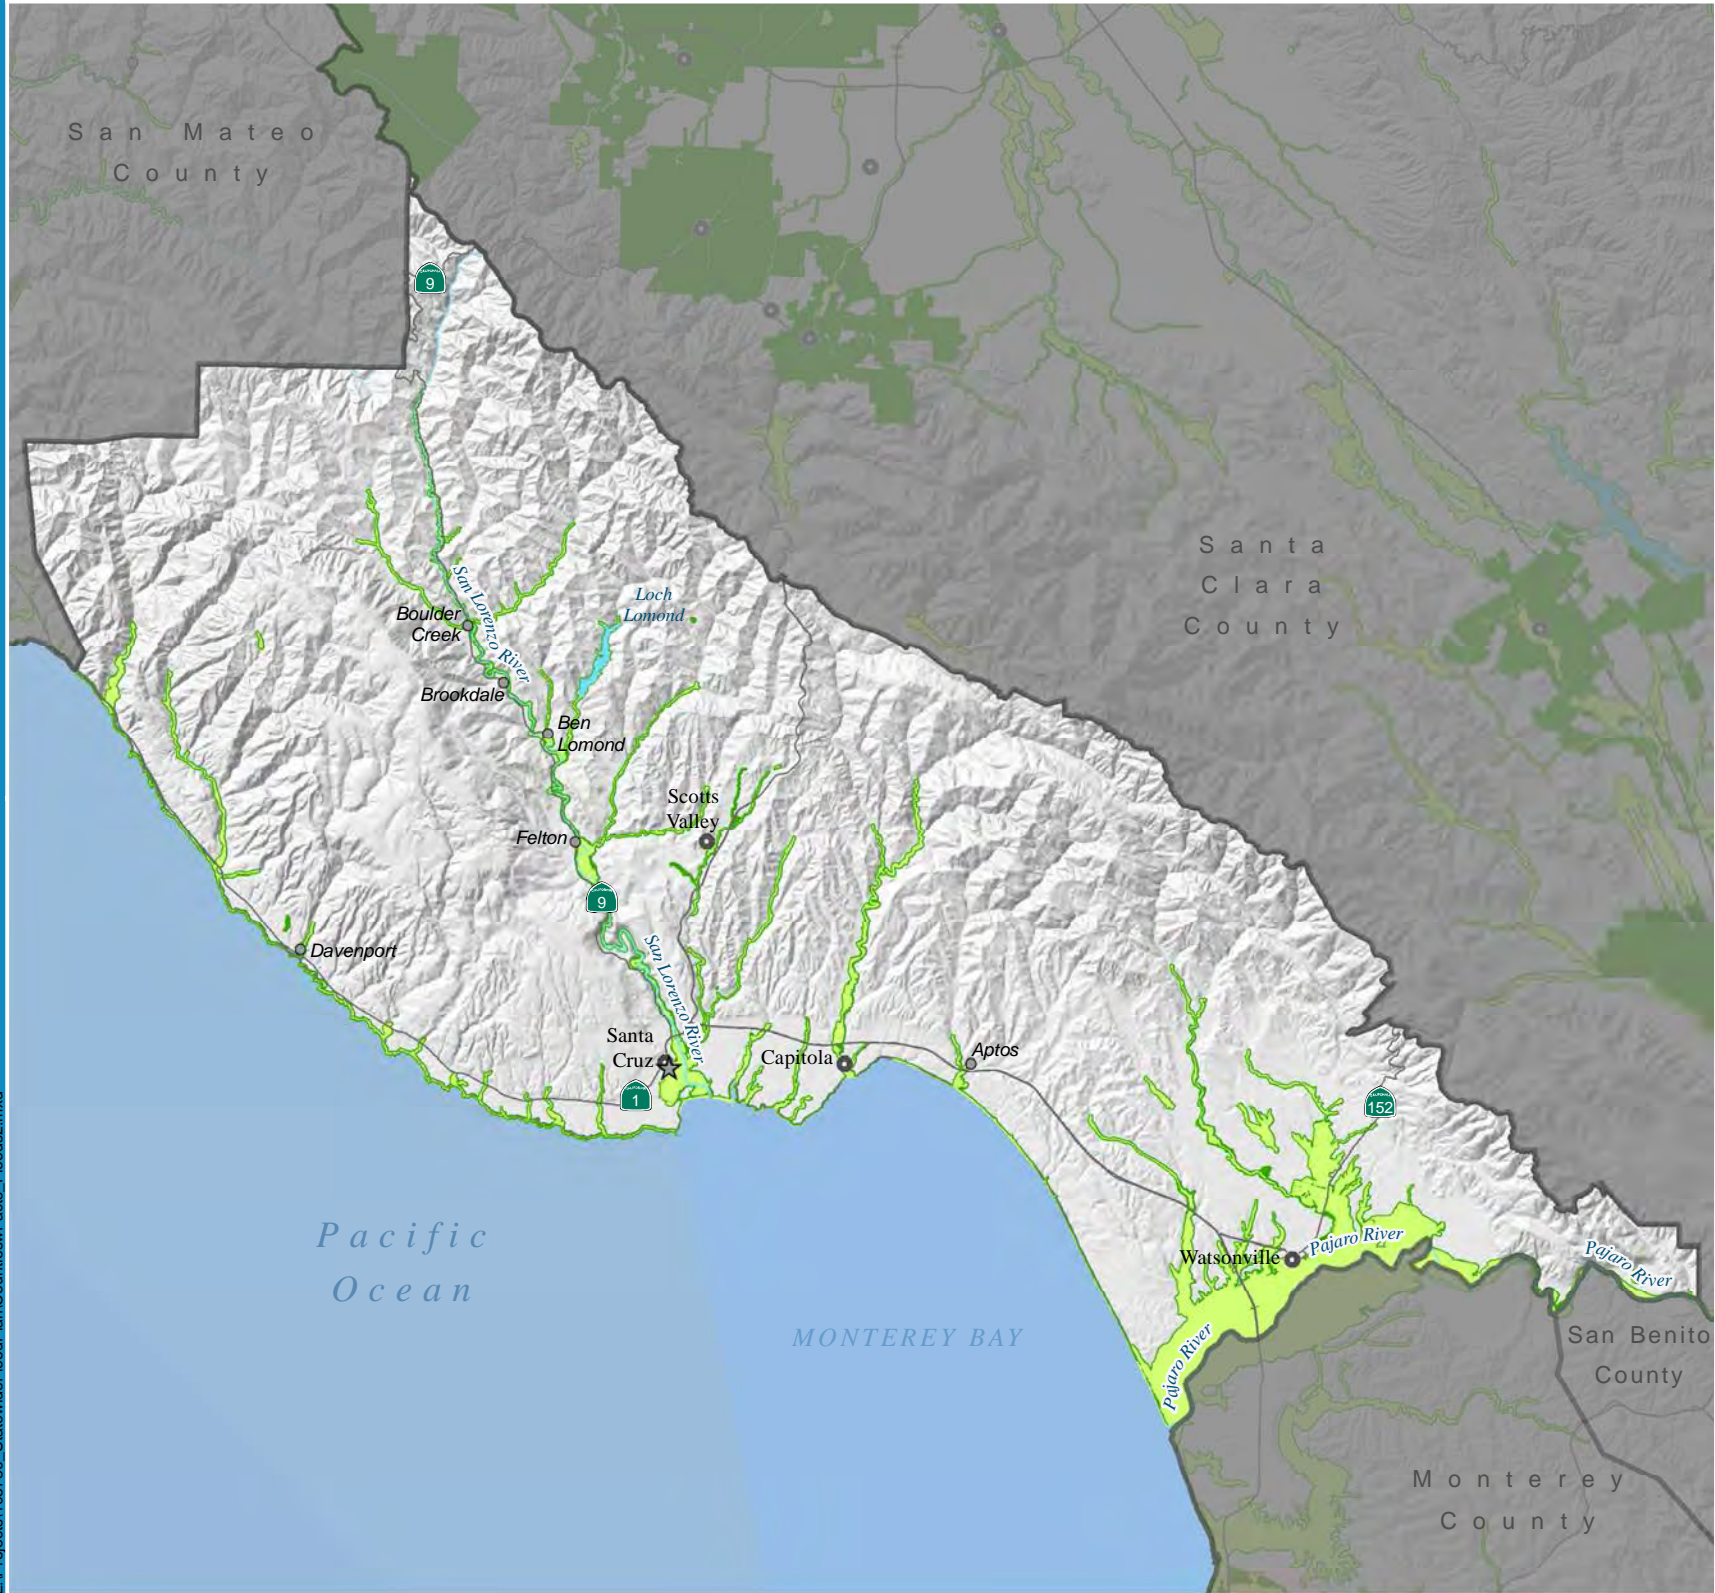 San Mateo
County
9
San Lorenzo River
Loch
Lomond
Boulder
Creek
Brookdale
Ben
Lomond
Santa
Clara
County
Scotts
Valley
Felton
9
San Lorenzo River
Davenport
Santa
Cruz
Capitola
Aptos
1
152
Pacific
Ocean
MONTEREY BAY
Watsonville
Pajaro River
Pajaro River
Pajaro River
San Benito
County
Monterey
County